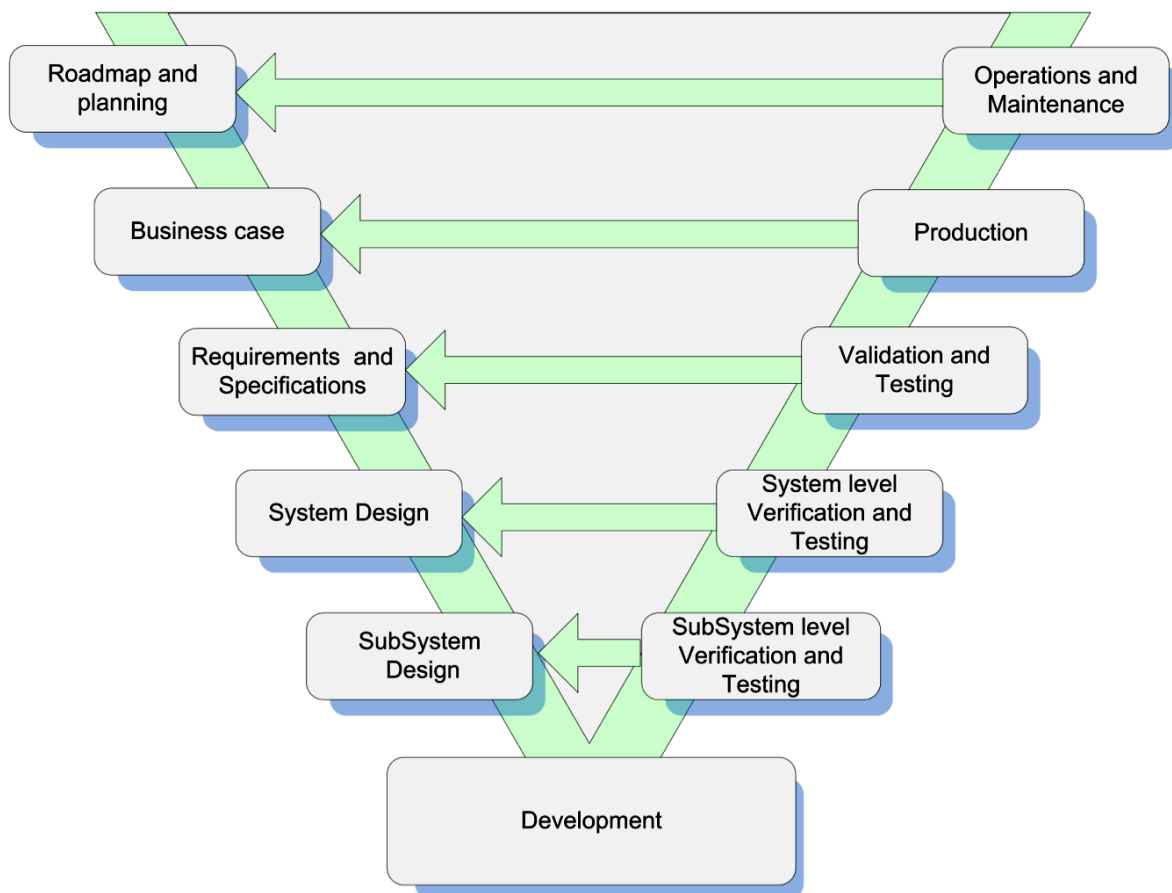 Roadmap and
planning
Operations and
Maintenance
Business case
Production
Requirements and
Specifications
Validation and
Testing
System Design
System level
Verification and
Testing
SubSystem
Design
SubSystem level
Verification and
Testing
Development